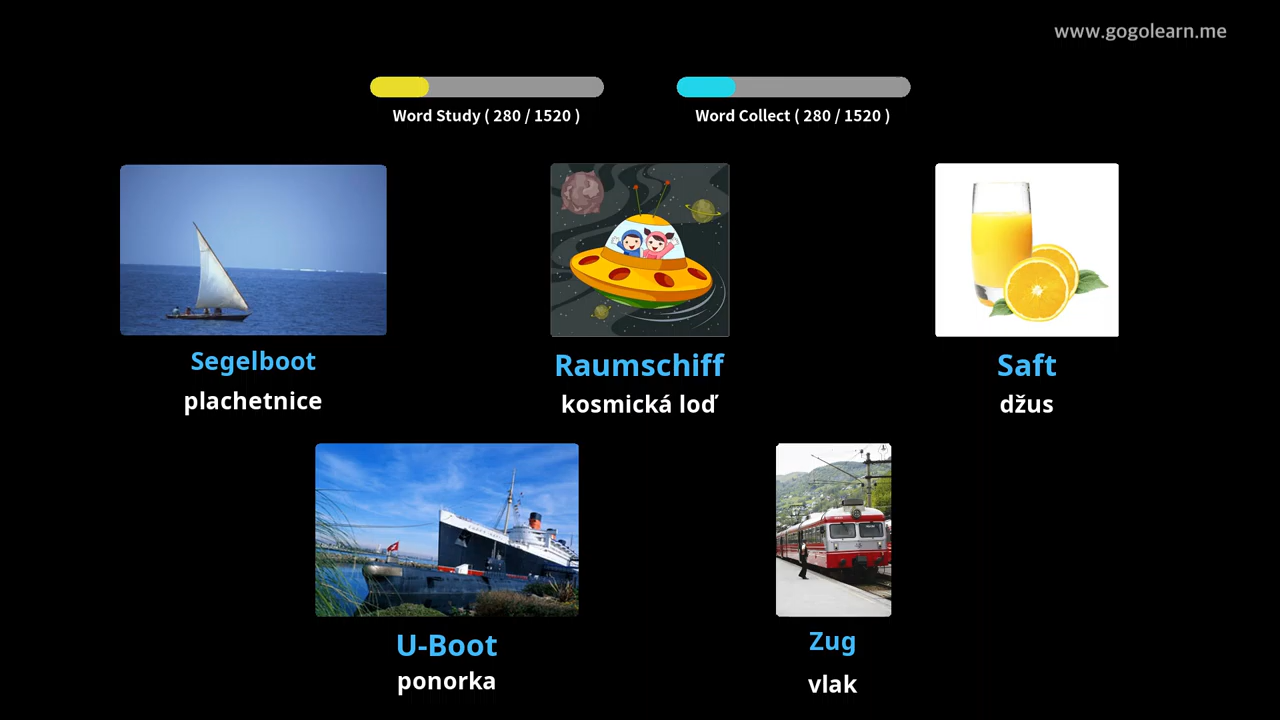 www.gogolearn.me
Word Study ( 280 / 1520 )
Word Collect ( 280 / 1520 )
Segelboot
plachetnice
Raumschiff
kosmická loď
Saft
džus
U-Boot
ponorka
Zug
vlak